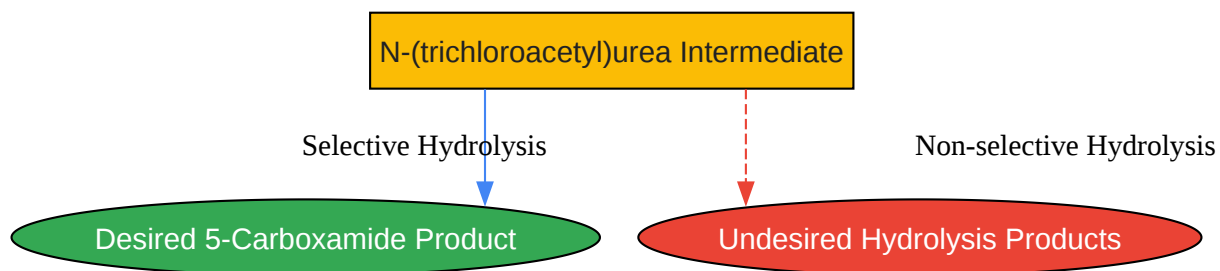 N-(trichloroacetyl)urea Intermediate
Selective Hydrolysis
Non-selective Hydrolysis
Desired 5-Carboxamide Product
Undesired Hydrolysis Products